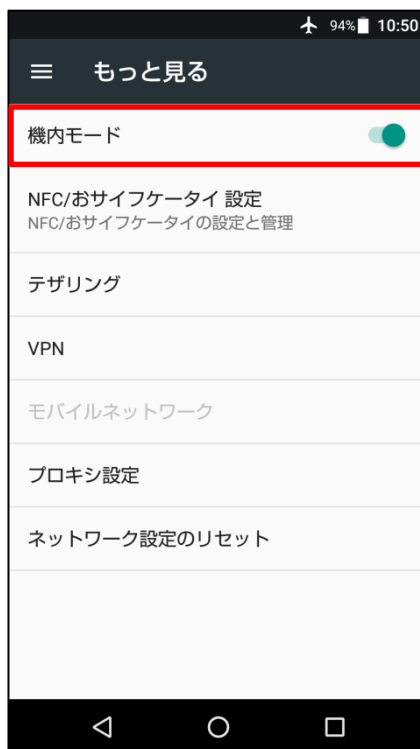 94% 10:50
もっと見る
機内モード
NFC/おサイフケータイ 設定
NFC/おサイフケータイの設定と管理
テザリング
VPN
モバイルネットワーク
プロキシ設定
ネットワーク設定のリセット